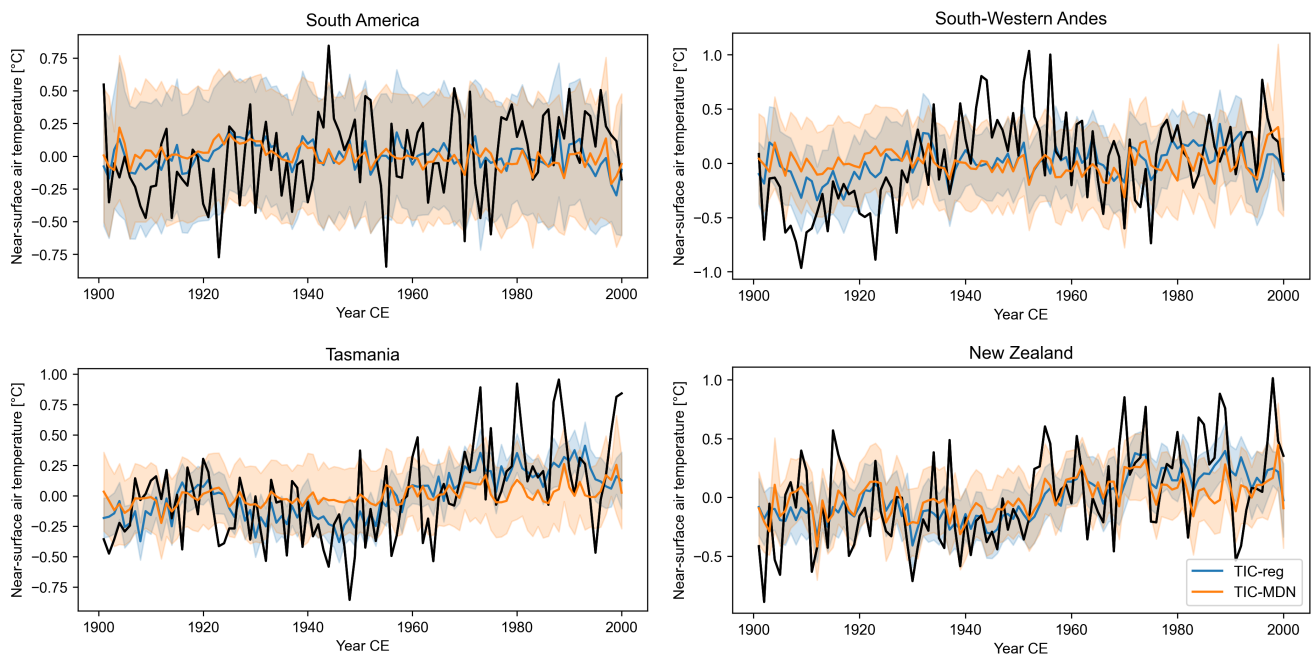 South America
Near-surface air temperature [°C]
0.75
0.50
0.25
0.00
−0.25
−0.50
−0.75
1900 1920 1940 1960 1980 2000
Year CE
South-Western Andes
Near-surface air temperature [°C]
1.0
0.5
0.0
−0.5
−1.0
1900 1920 1940 1960 1980 2000
Year CE
Tasmania
Near-surface air temperature [°C]
1.00
0.75
0.50
0.25
0.00
−0.25
−0.50
−0.75
1900 1920 1940 1960 1980 2000
Year CE
New Zealand
Near-surface air temperature [°C]
1.0
0.5
0.0
−0.5
1900 1920 1940 1960 1980 2000
Year CE
TIC-reg
TIC-MDN